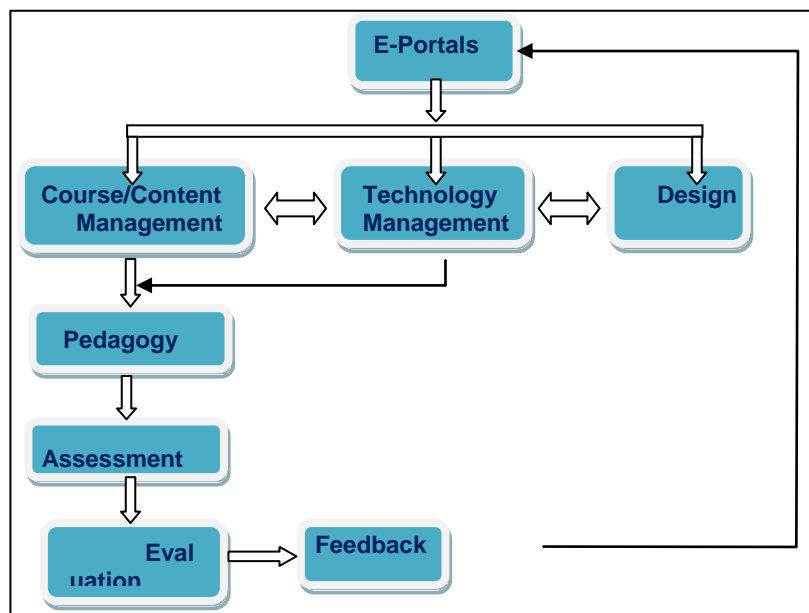 E-Portals
Course/Content
Management
Technology
Management
Design
Pedagogy
Assessment
Eval
uation
Feedback